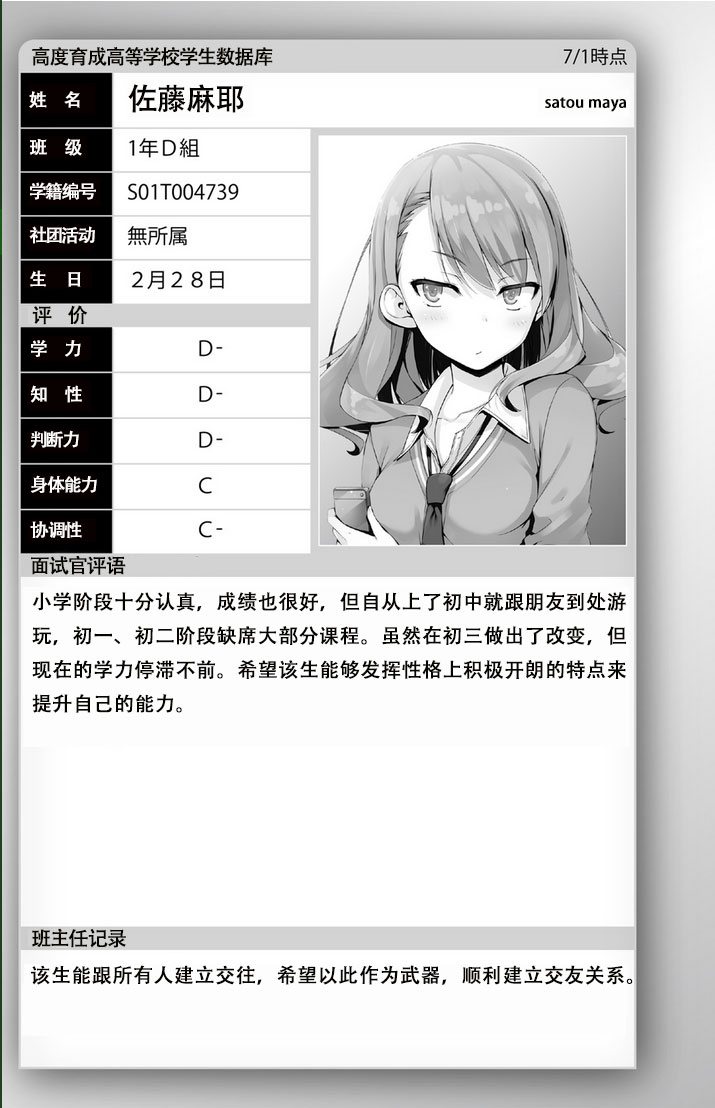 高度育成高等学校学生数据库 7/1時点
姓 名 佐藤麻耶 satou maya
班 级 1年D組
学籍编号 S01T004739
社团活动 無所属
生 日 2月28日
评 价
学 力 D-
知 性 D-
判断力 D-
身体能力 C
协调性 C-
面试官评语
小学阶段十分认真，成绩也很好，但自从上了初中就跟朋友到处游
玩，初一、初二阶段缺席大部分课程。虽然在初三做出了改变，但
现在的学力停滞不前。希望该生能够发挥性格上积极开朗的特点来
提升自己的能力。
班主任记录
该生能跟所有人建立交往，希望以此作为武器，顺利建立交友关系。